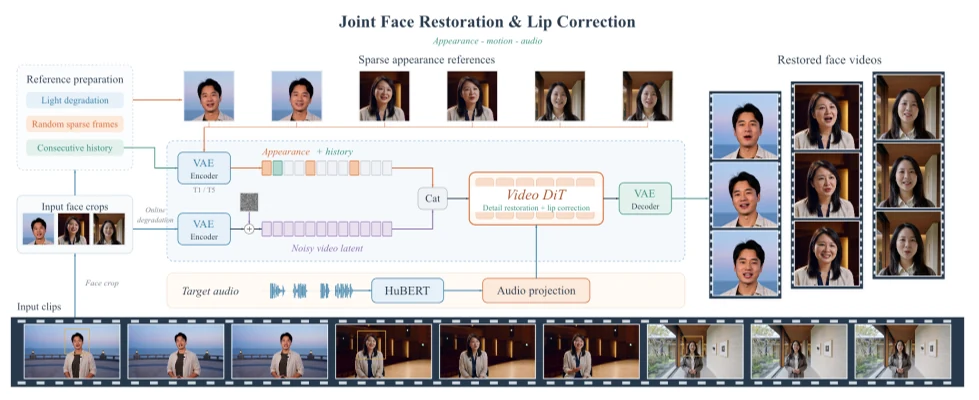 Joint Face Restoration & Lip Correction
Appearance - motion - audio
Reference preparation
Light degradation
Random sparse frames
Consecutive history
Sparse appearance references
Restored face videos
VAE
Encoder
T1 / T5
Appearance + history
Input face crops
Online
degradation
VAE
Encoder
+
Noisy video latent
Cat
Video DiT
Detail restoration + lip correction
VAE
Decoder
Face crop
Target audio
HuBERT
Audio projection
Input clips